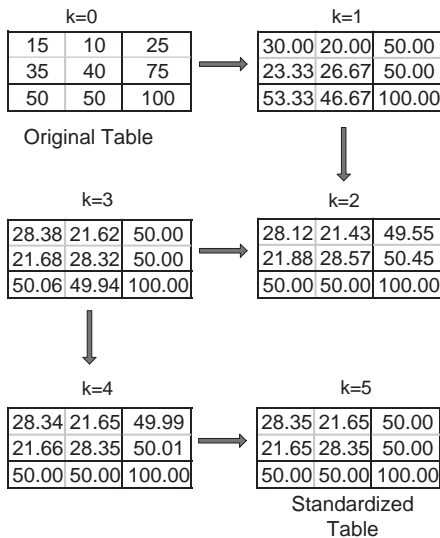 k=0
15 10 25
35 40 75
50 50 100
Original Table
k=1
30.00 20.00 50.00
23.33 26.67 50.00
53.33 46.67 100.00
k=3
28.38 21.62 50.00
21.68 28.32 50.00
50.06 49.94 100.00
k=2
28.12 21.43 49.55
21.88 28.57 50.45
50.00 50.00 100.00
k=4
28.34 21.65 49.99
21.66 28.35 50.01
50.00 50.00 100.00
k=5
28.35 21.65 50.00
21.65 28.35 50.00
50.00 50.00 100.00
Standardized
Table